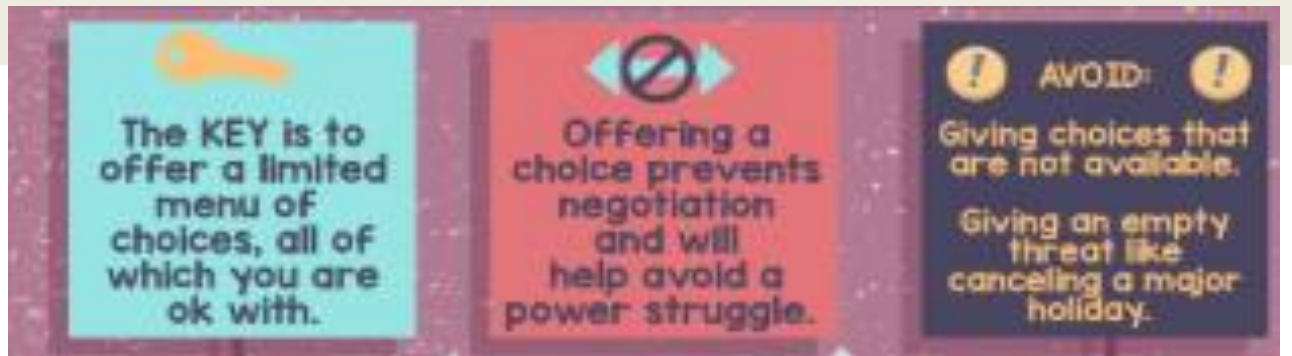 The KEY is to
offer a limited
menu of
choices, all of
which you are
ok with.
Offering a
choice prevents
negotiation
and will
help avoid a
power struggle.
! AVOID: !
Giving choices that
are not available.
Giving an empty
threat like
canceling a major
holiday.